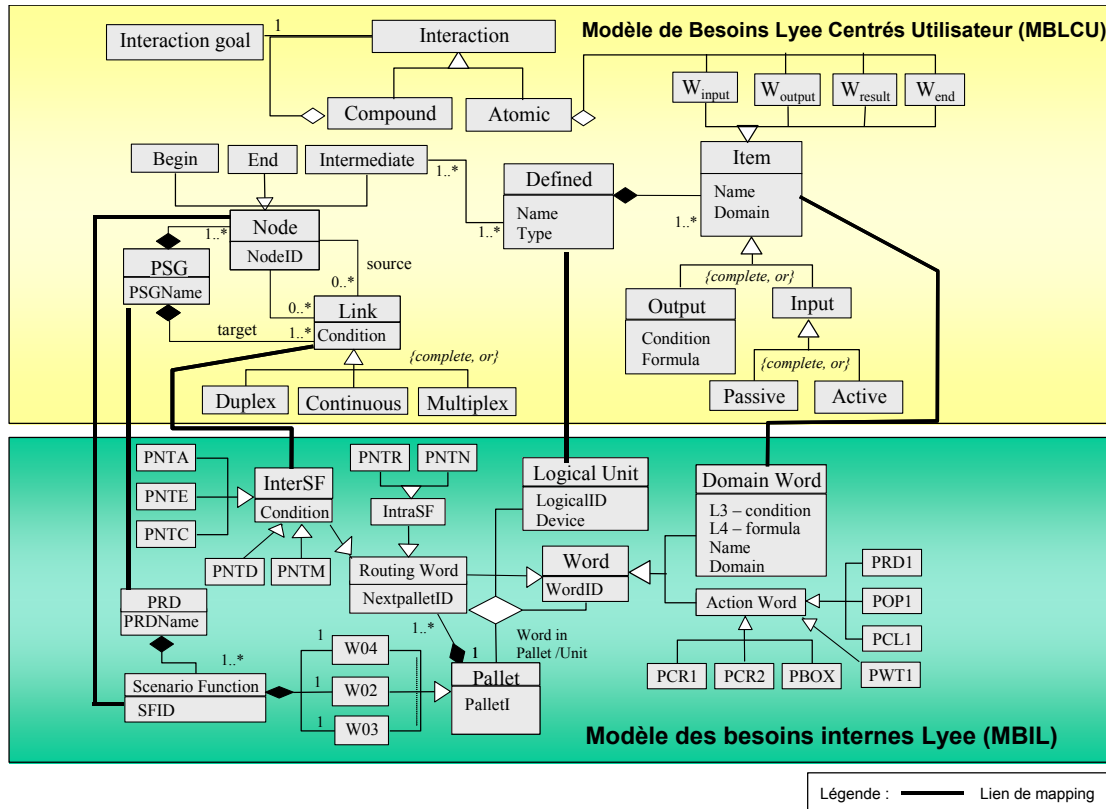 Modèle de Besoins Lyee Centrés Utilisateur (MBLCU)
Interaction goal
1
Interaction
Compound
Atomic
W input
W output
W result
W end
Begin
End
Intermediate
1..*
Defined
Name
Type
1..*
Item
Name
Domain
1..*
Node
NodeID
1..*
PSG
PSGName
source
0..*
0..*
target
1..*
Link
Condition
{complete, or}
Duplex
Continuous
Multiplex
{complete, or}
Output
Condition
Formula
Input
{complete, or}
Passive
Active
PNTA
PNTE
PNTC
InterSF
Condition
PNTD
PNTM
PNTR
PNTN
IntraSF
Routing Word
NextpalletID
1..*
Logical Unit
LogicalID
Device
Word
WordID
Domain Word
L3 – condition
L4 – formula
Name
Domain
Action Word
PRD1
POP1
PCL1
PWT1
PCR1
PCR2
PBOX
PRD
PRDName
1..*
Scenario Function
SFID
1
W04
1
W02
1
W03
Word in
Pallet /Unit
1
Pallet
PalletI
Modèle des besoins internes Lyee (MBIL)
Légende :
Lien de mapping